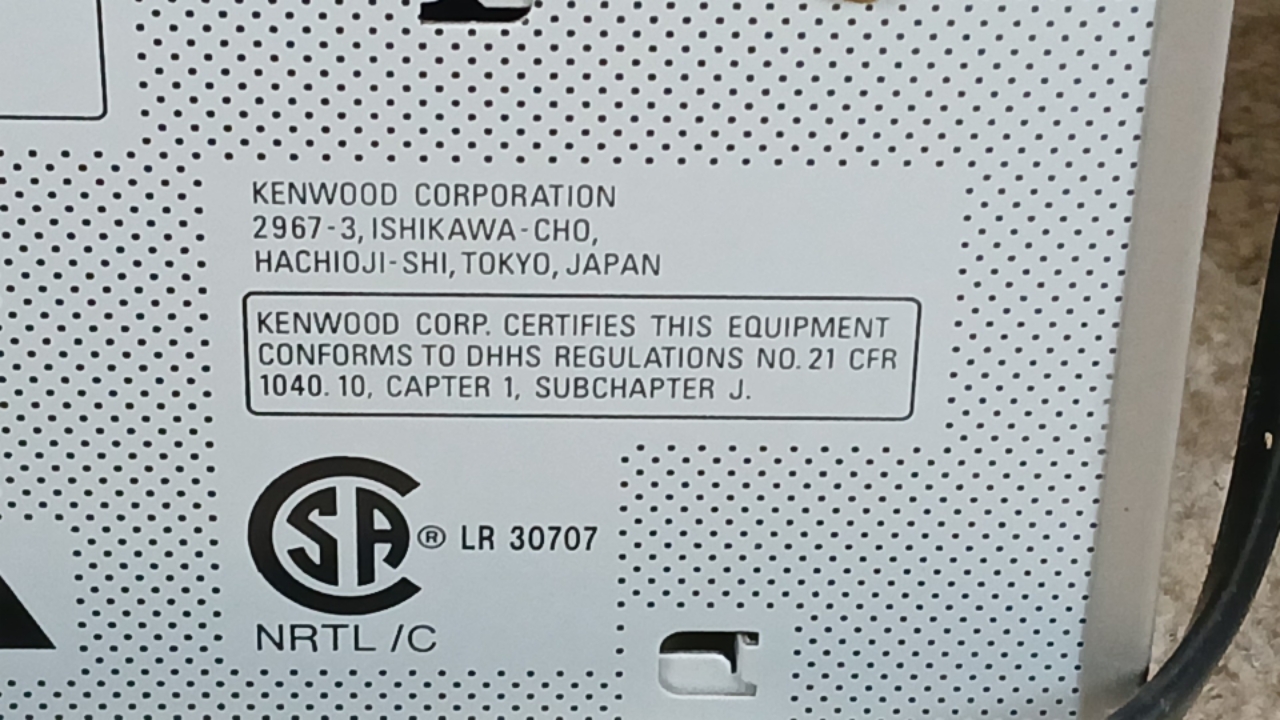 KENWOOD CORPORATION
2967-3, ISHIKAWA-CHO,
HACHIOJI-SHI, TOKYO, JAPAN
KENWOOD CORP. CERTIFIES THIS EQUIPMENT
CONFORMS TO DHHS REGULATIONS NO. 21 CFR
1040. 10, CAPTER 1, SUBCHAPTER J.
CSA ® LR 30707
NRTL /C